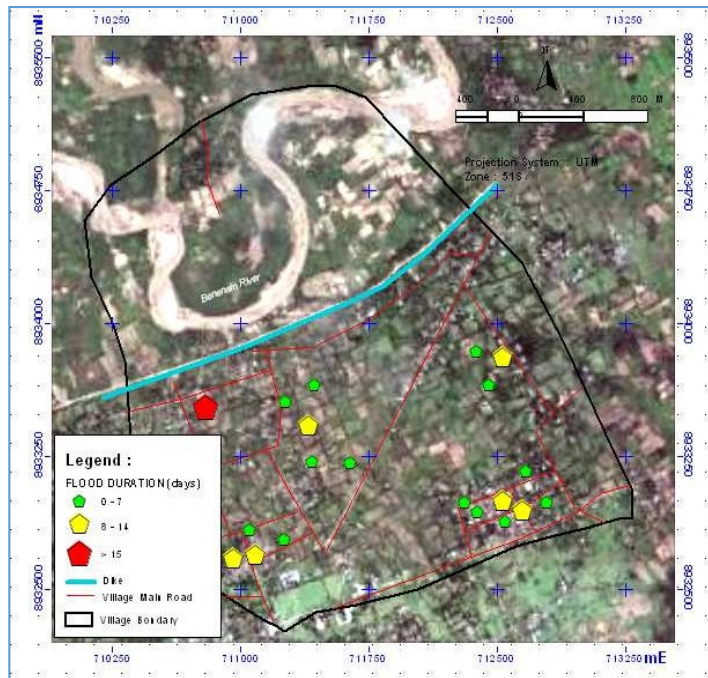 710250 711000 711750 712500 713250
mN
8935500
8935500
400 0 400 800 M
Projection System : UTM
Zone : 51S
8934750
8934750
Benenain River
8934000
8934000
8933250
8933250
Legend :
FLOOD DURATION (days)
0 - 7
8 - 14
> 15
Dike
Village Main Road
Village Bondary
8932500
8932500
710250 711000 711750 712500 713250 mE